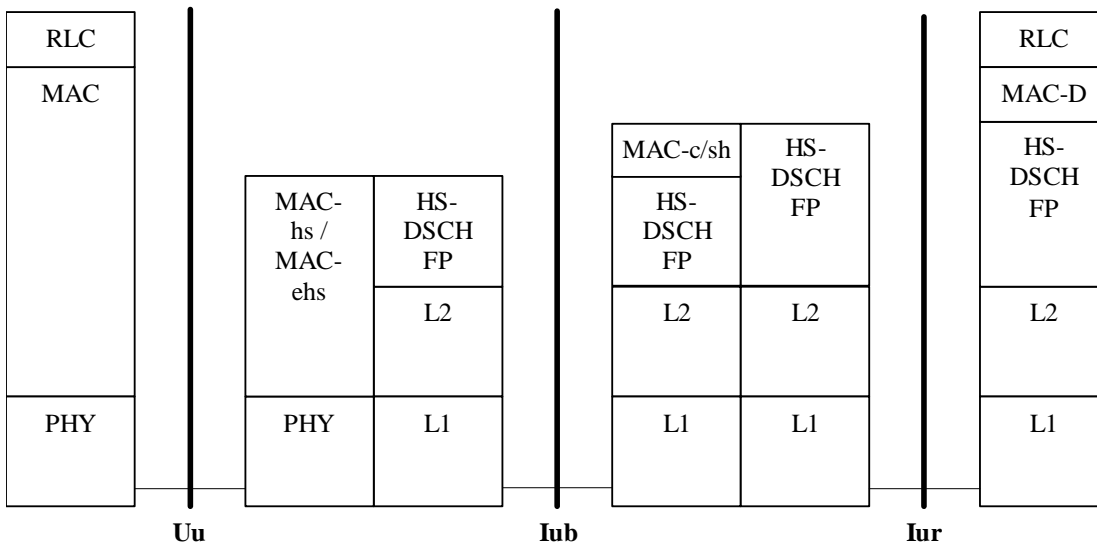 RLC
MAC
PHY
MAC-
hs /
MAC-
ehs
PHY
HS-
DSCH
FP
L2
L1
MAC-c/sh
HS-
DSCH
FP
L2
L1
HS-
DSCH
FP
L2
L1
RLC
MAC-D
HS-
DSCH
FP
L2
L1
Uu
Iub
Iur